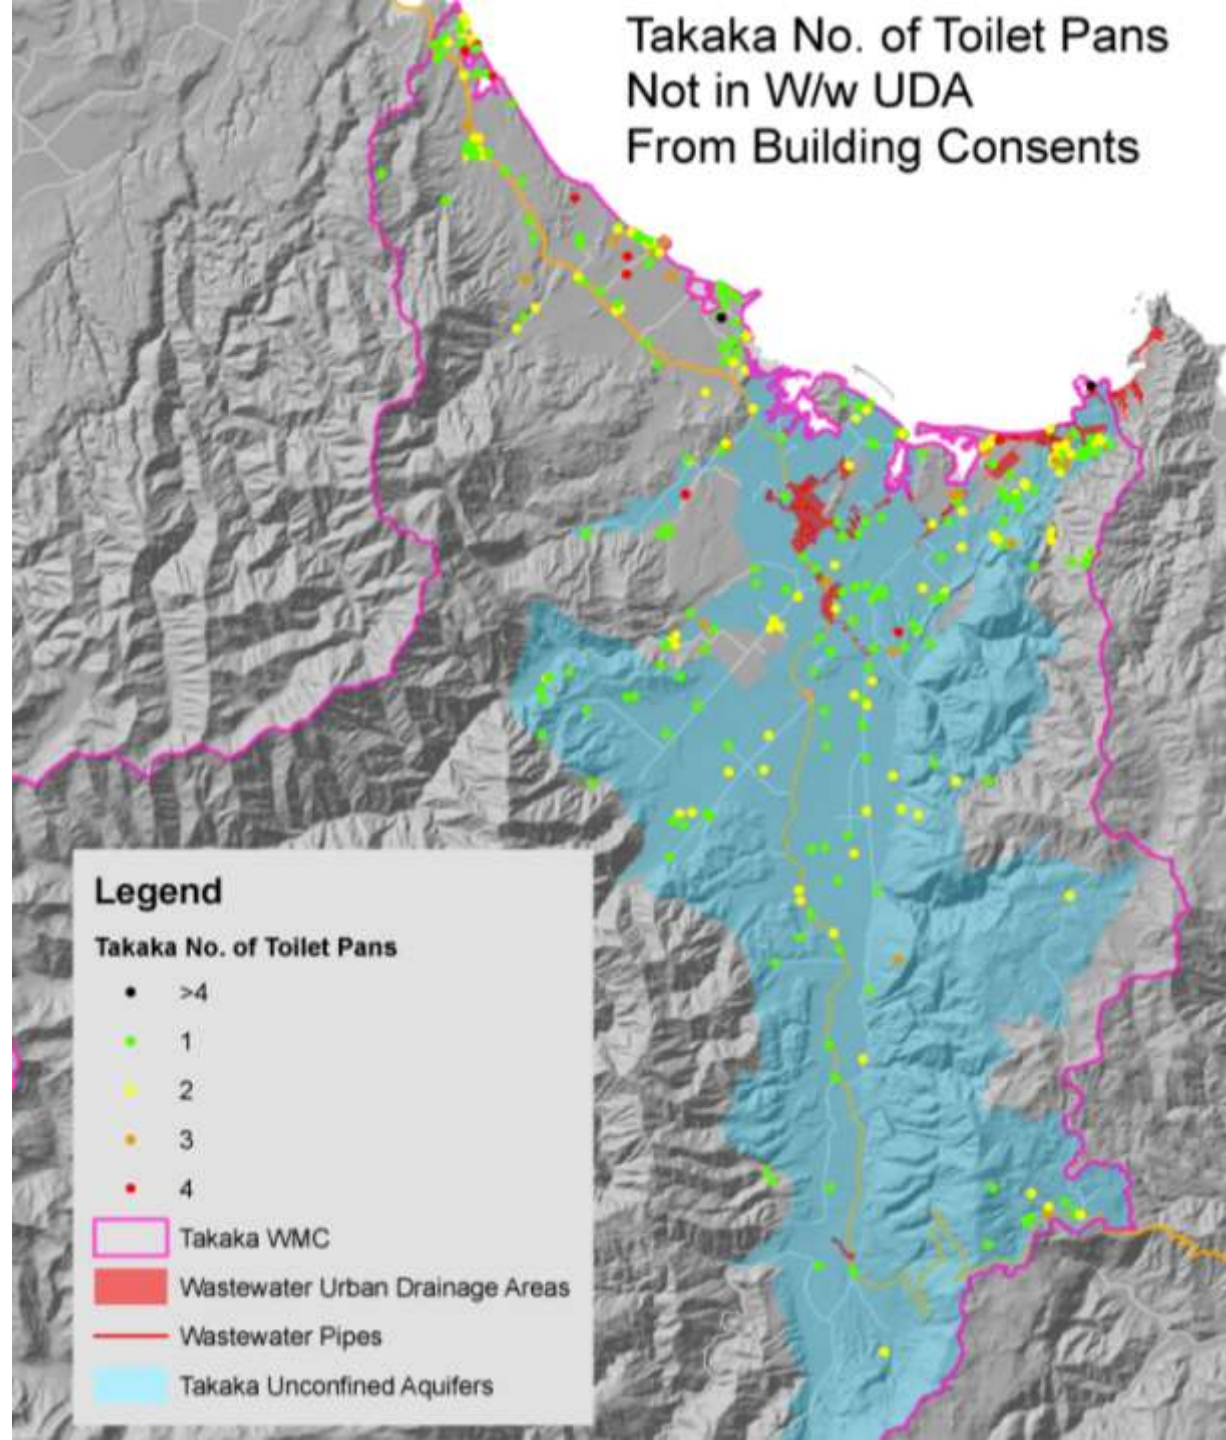 Takaka No. of Toilet Pans
Not in W/w UDA
From Building Consents
Legend
Takaka No. of Toilet Pans
>4
1
2
3
4
Takaka WMC
Wastewater Urban Drainage Areas
Wastewater Pipes
Takaka Unconfined Aquifers